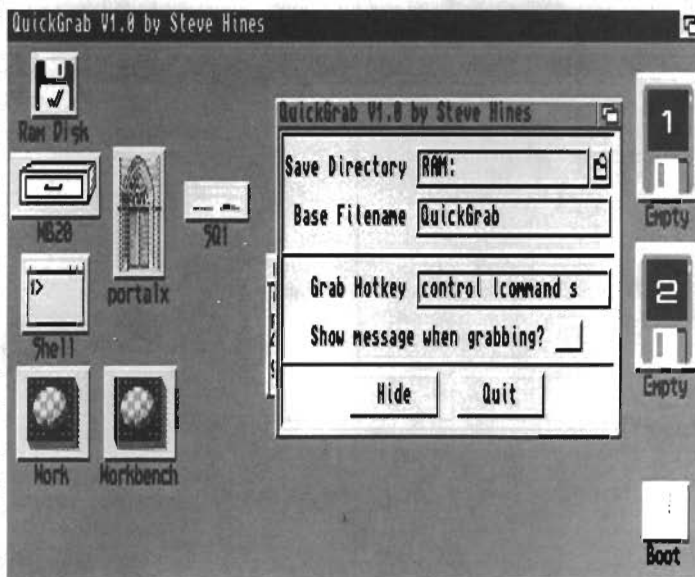 QuickGrab V1.0 by Steve Hines
Ram Disk
WB20
Shell
1>
Work
Workbench
portalx
SQ1
QuickGrab V1.0 by Steve Hines
Save Directory RAM:
Base Filename QuickGrab
Grab Hotkey control lcommand s
Show message when grabbing?
Hide Quit
1
Empty
2
Empty
Boot